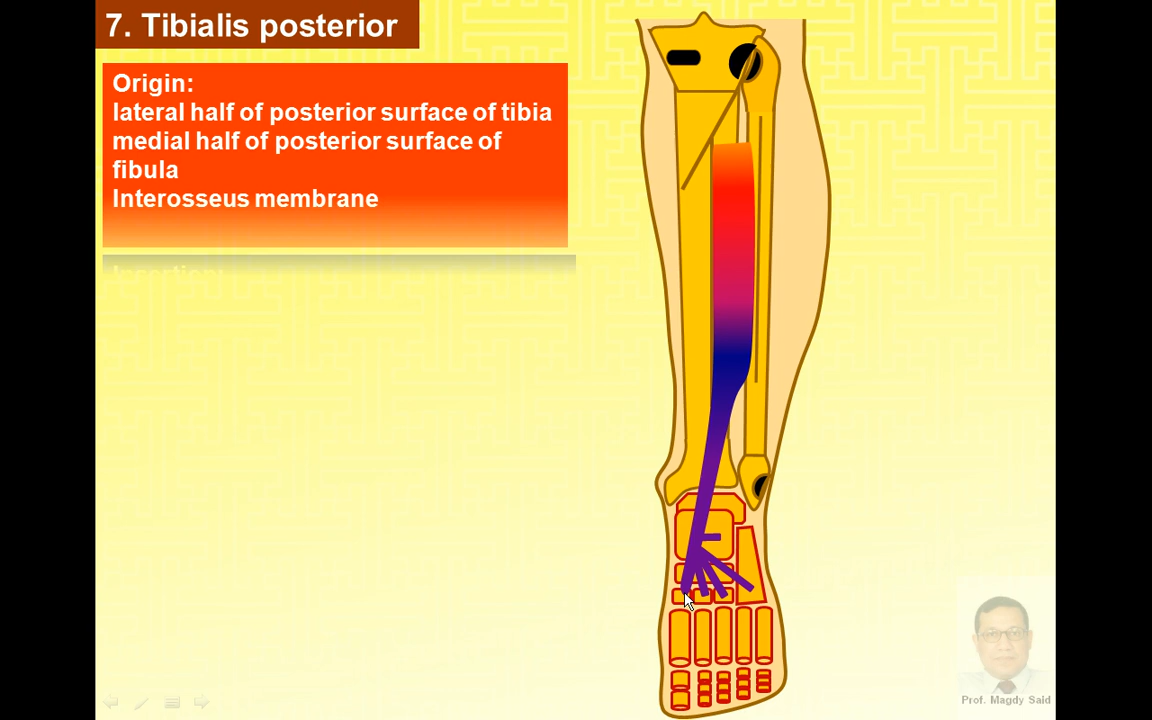 7. Tibialis posterior
Origin:
lateral half of posterior surface of tibia
medial half of posterior surface of
fibula
Interosseus membrane
Insertion:
Prof. Magdy Said